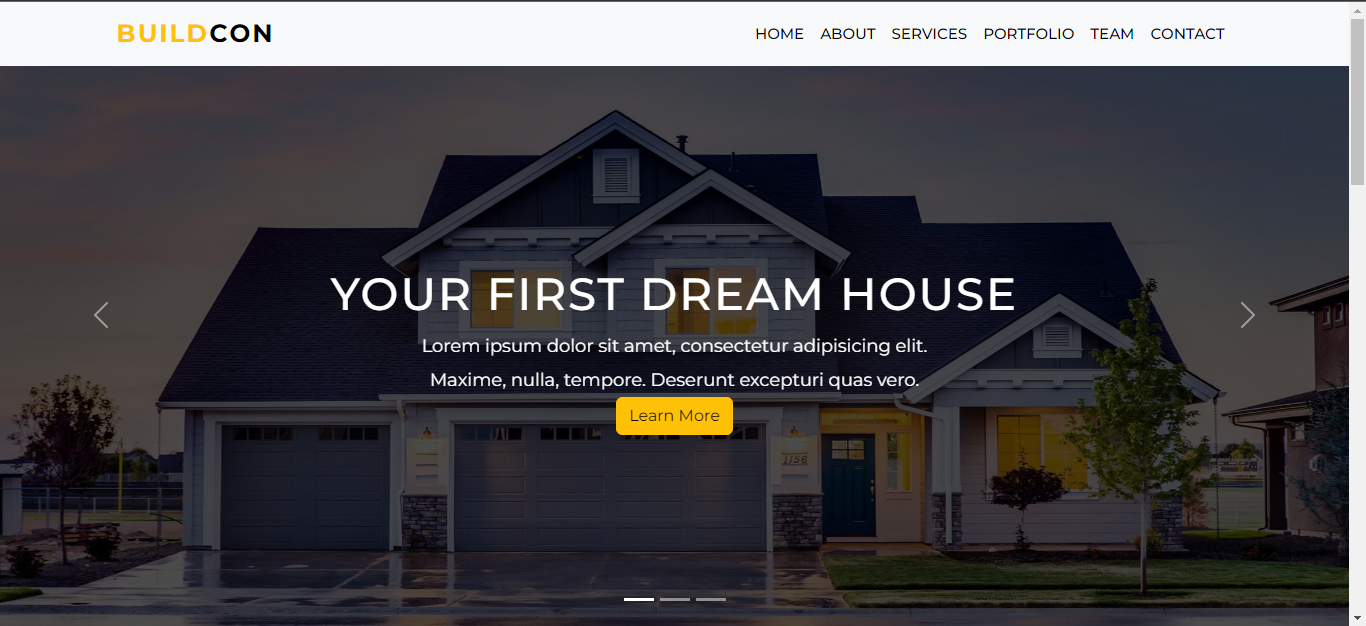 BUILDCON
HOME ABOUT SERVICES PORTFOLIO TEAM CONTACT
YOUR FIRST DREAM HOUSE
Lorem ipsum dolor sit amet, consectetur adipisicing elit.
Maxime, nulla, tempore. Deserunt excepturi quas vero.
Learn More
1156